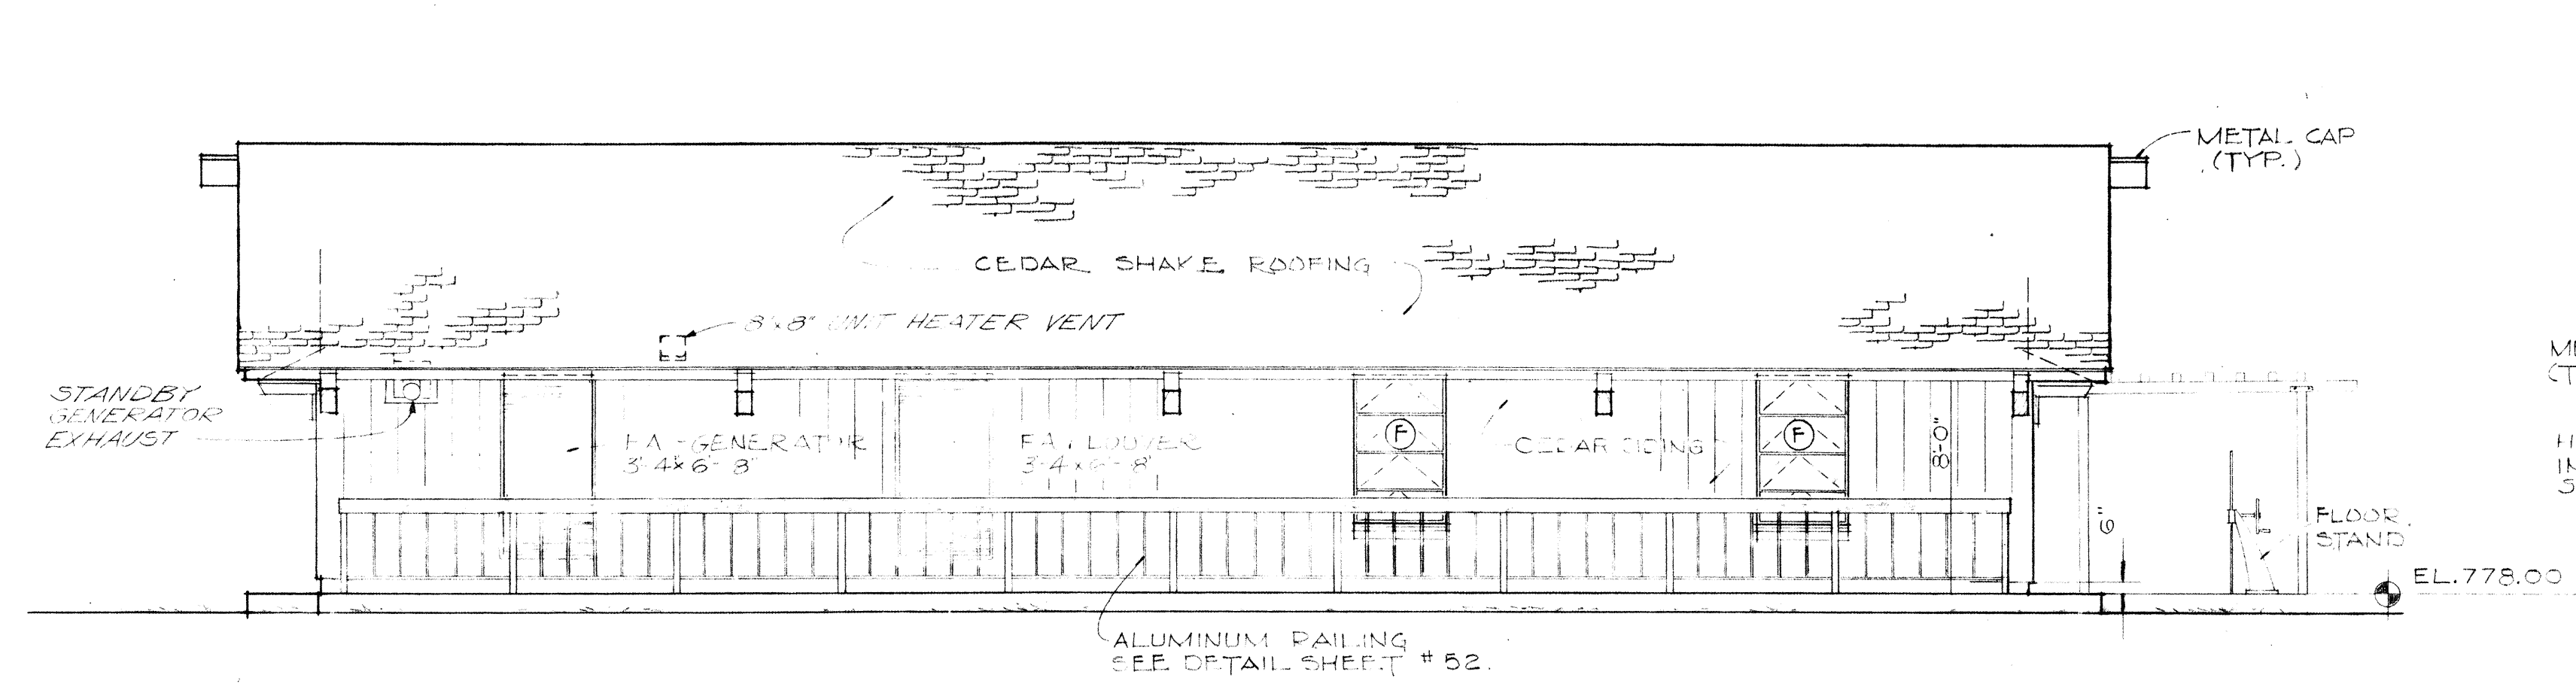 METAL CAP
(TYP.)
CEDAR SHAKE ROOFING
8"x8" UNIT HEATER VENT
STANDBY
GENERATOR
EXHAUST
F.A.-GENERATOR
3'-4"x6'-8"
F.A. LOUVER
3'-4"x6'-8"
F
CEDAR SIDING
F
8'-0"
6"
FLOOR
STAND
EL.778.00
ALUMINUM RAILING
SEE DETAIL SHEET #52.